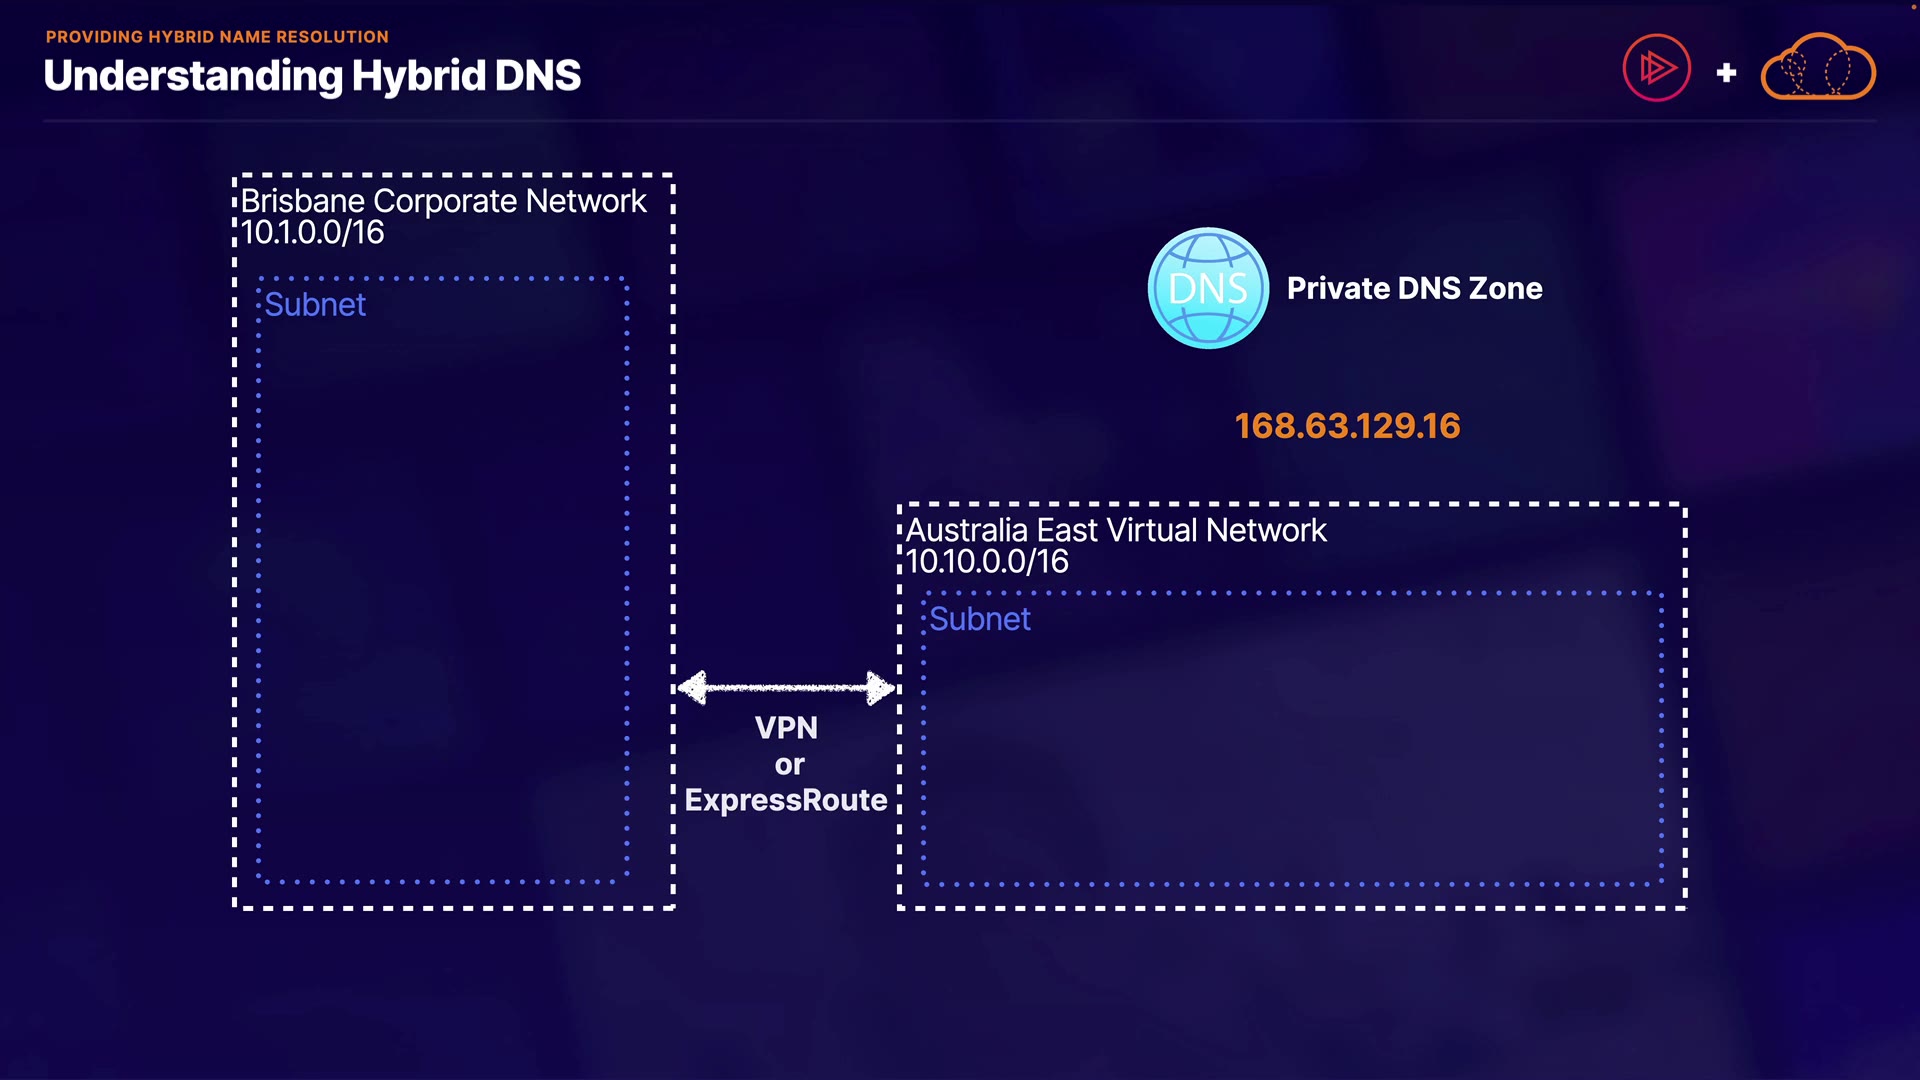 PROVIDING HYBRID NAME RESOLUTION
Understanding Hybrid DNS
Brisbane Corporate Network
10.1.0.0/16
Subnet
DNS
Private DNS Zone
168.63.129.16
Australia East Virtual Network
10.10.0.0/16
Subnet
VPN
or
ExpressRoute